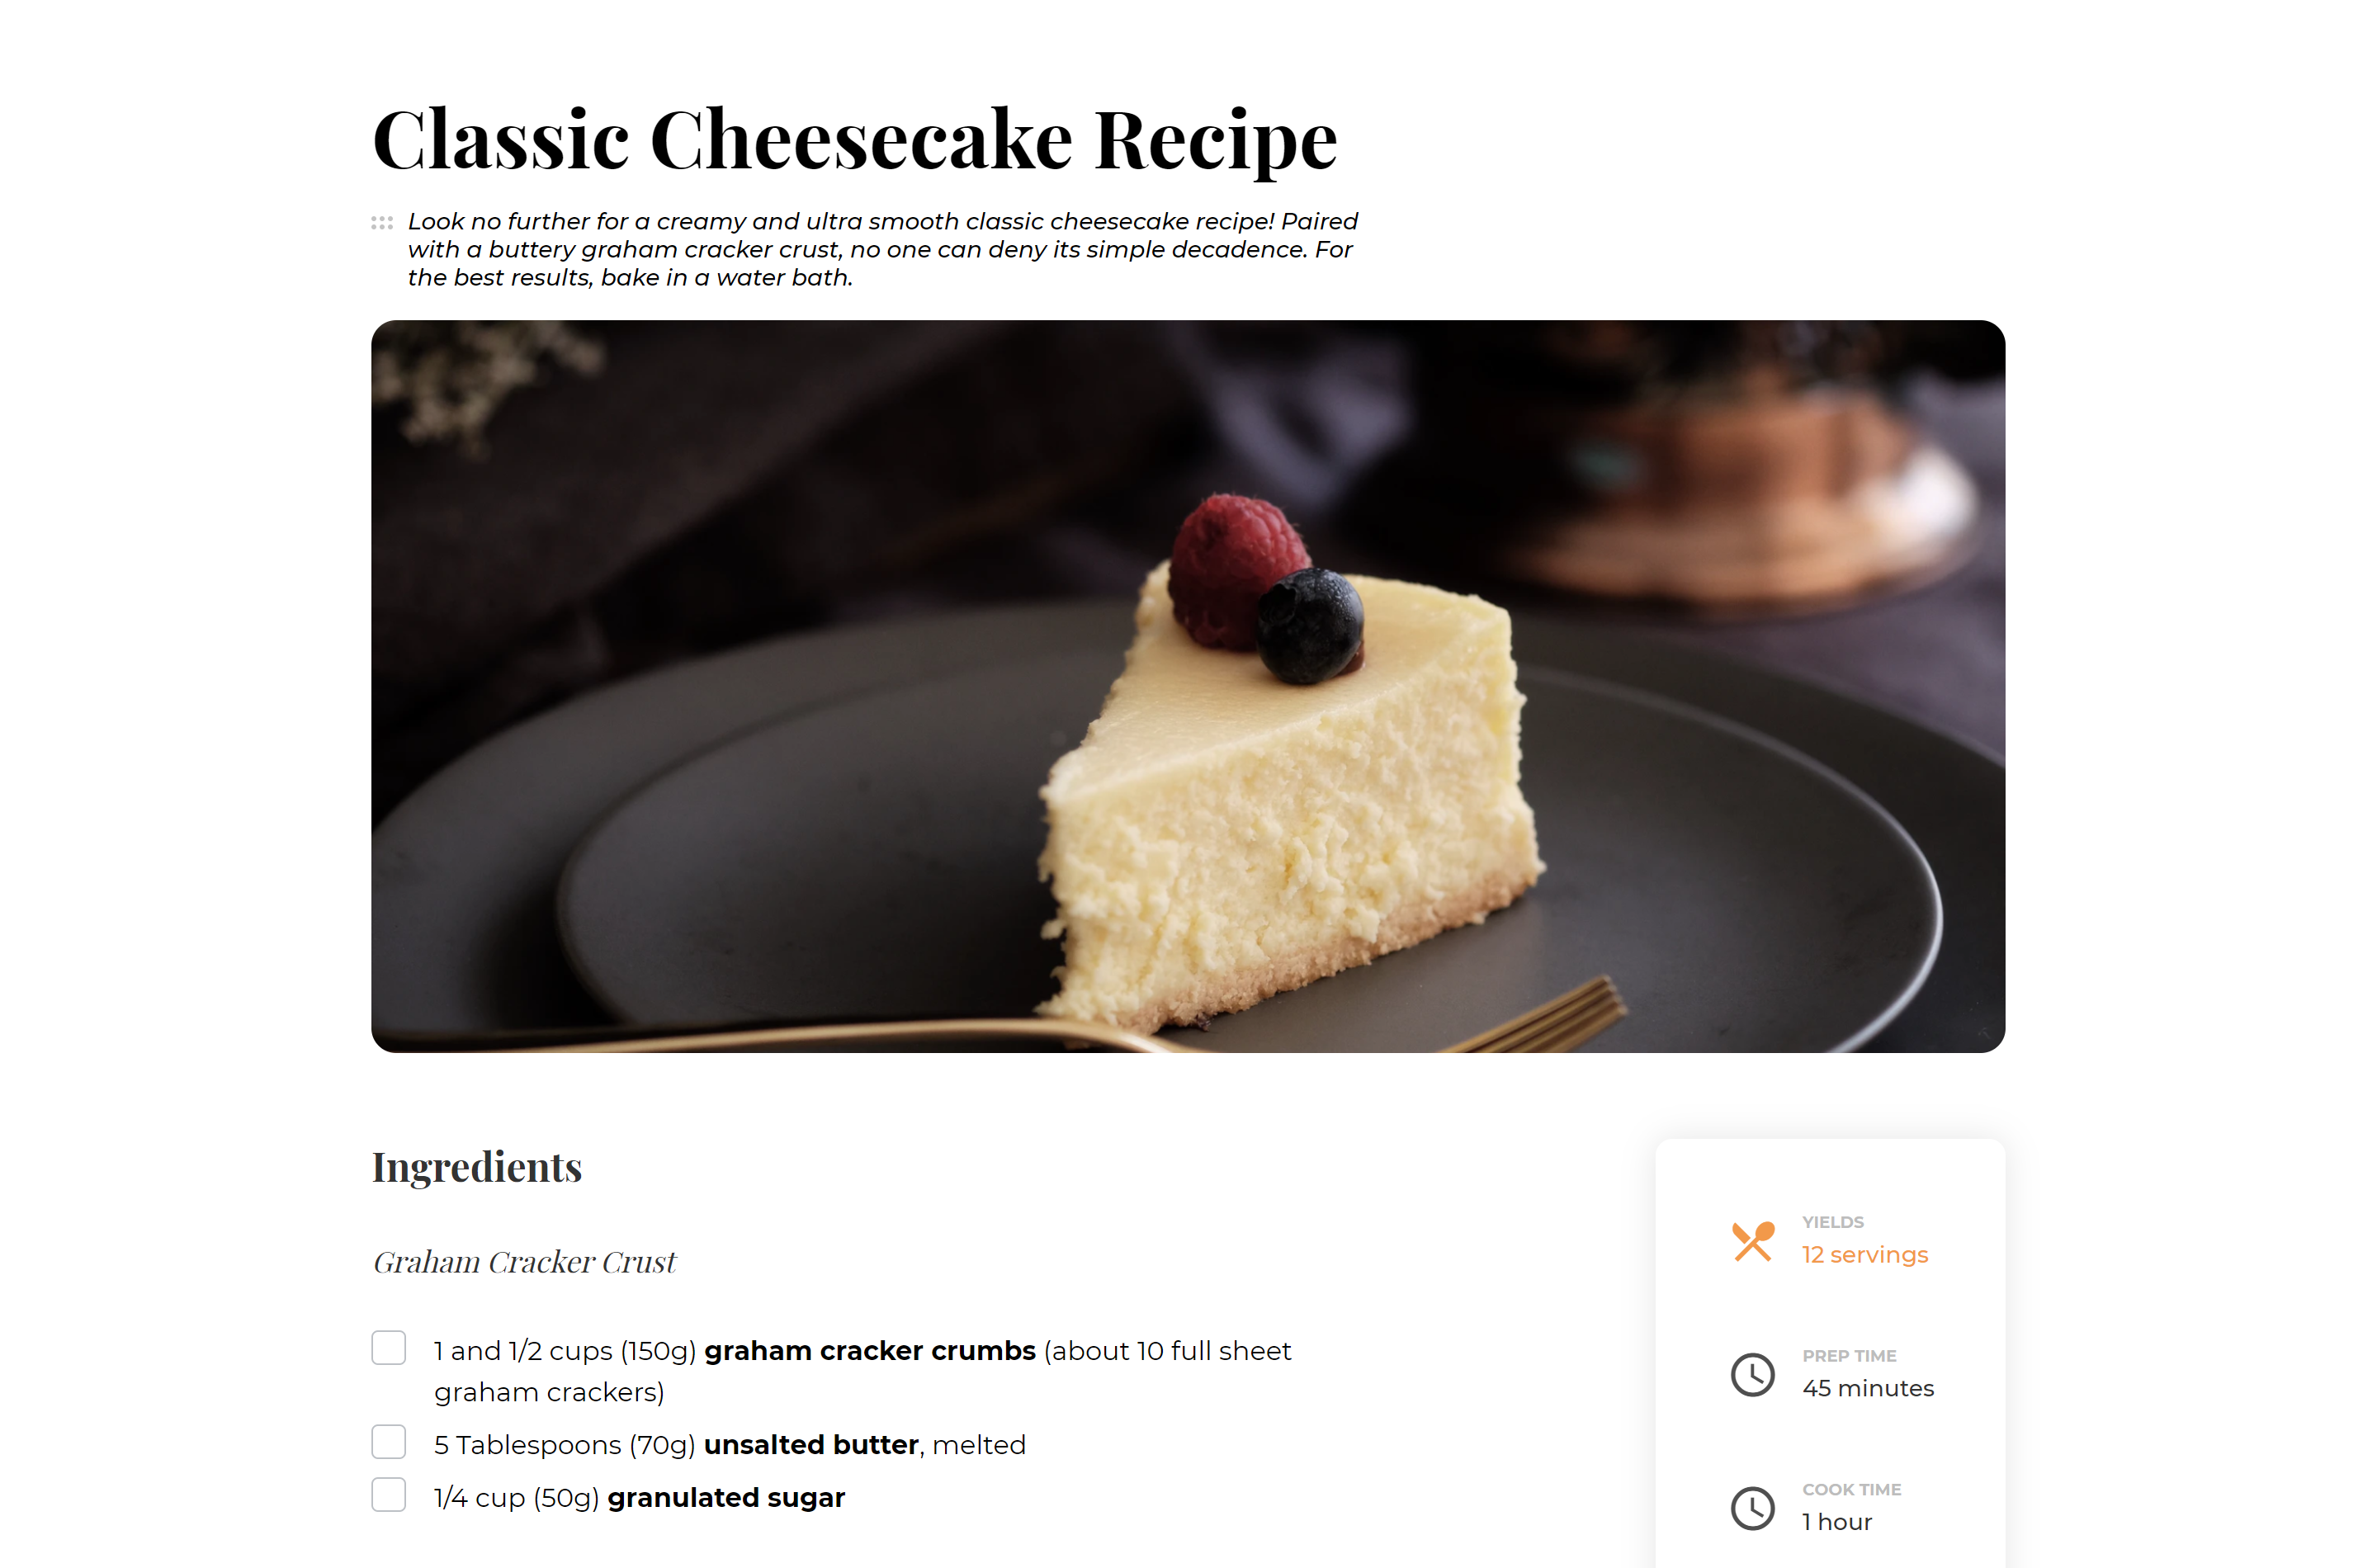 Classic Cheesecake Recipe
Look no further for a creamy and ultra smooth classic cheesecake recipe! Paired
with a buttery graham cracker crust, no one can deny its simple decadence. For
the best results, bake in a water bath.
Ingredients
Graham Cracker Crust
1 and 1/2 cups (150g) graham cracker crumbs (about 10 full sheet
graham crackers)
5 Tablespoons (70g) unsalted butter, melted
1/4 cup (50g) granulated sugar
YIELDS
12 servings
PREP TIME
45 minutes
COOK TIME
1 hour